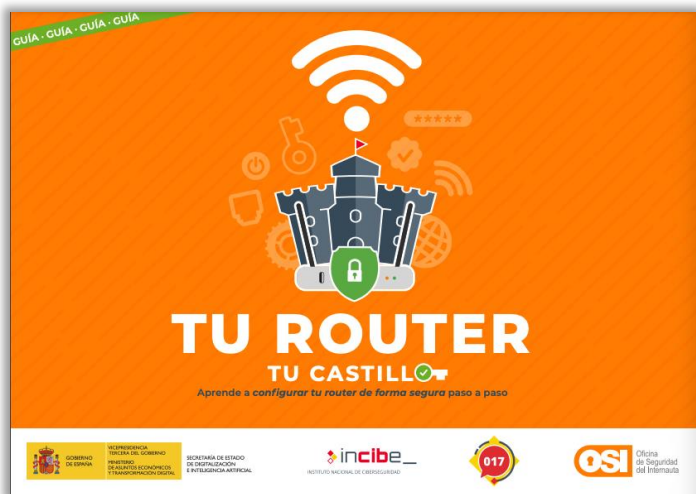 GUÍA · GUÍA · GUÍA · GUÍA
*****
TU ROUTER
TU CASTILLO
Aprende a configurar tu router de forma segura paso a paso
GOBIERNO
DE ESPAÑA
VICEPRESIDENCIA
TERCERA DEL GOBIERNO
MINISTERIO
DE ASUNTOS ECONÓMICOS
Y TRANSFORMACIÓN DIGITAL
SECRETARÍA DE ESTADO
DE DIGITALIZACIÓN
E INTELIGENCIA ARTIFICIAL
incibe_
INSTITUTO NACIONAL DE CIBERSEGURIDAD
017
OSI
Oficina
de Seguridad
del Internauta